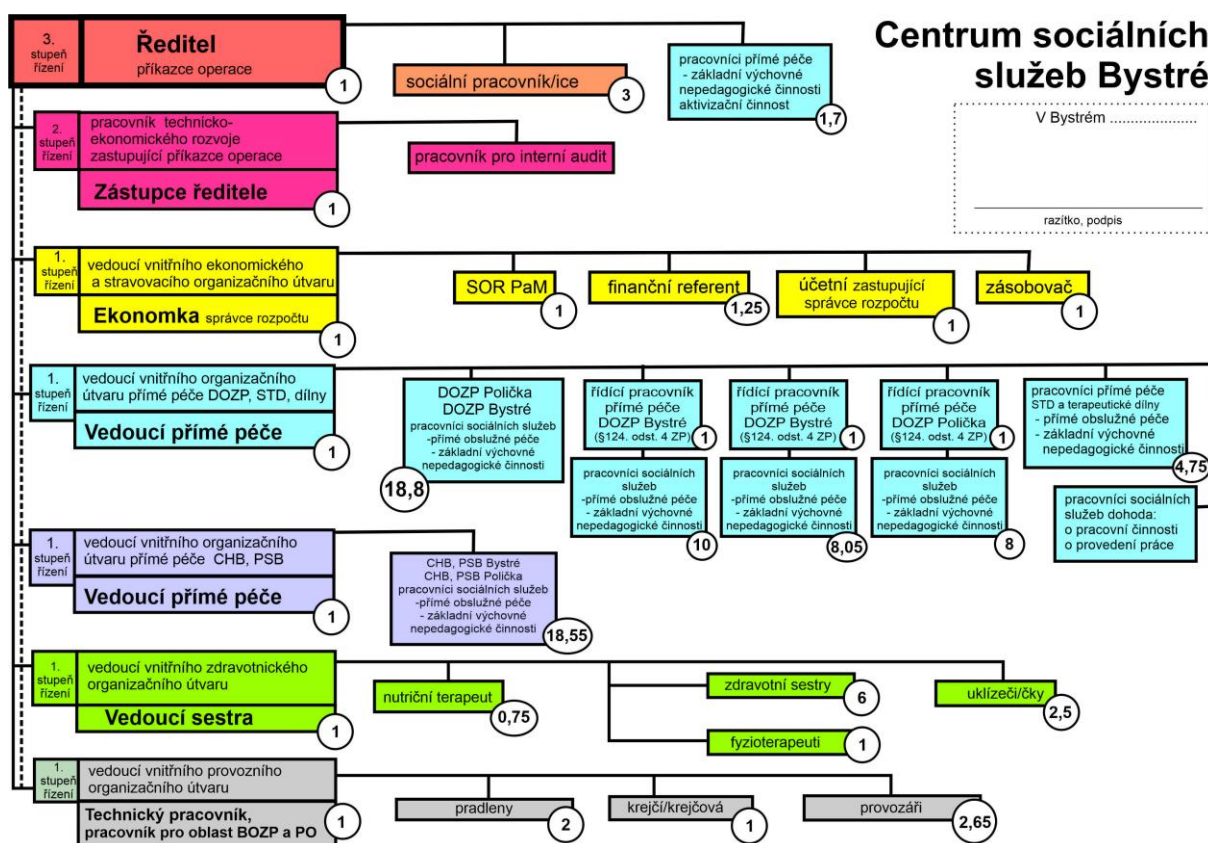 Centrum sociálních
služeb Bystré
V Bystrém ......................
razítko, podpis
3.
stupeň
řízení
Ředitel
příkazce operace
1
sociální pracovník/ice
3
pracovníci přímé péče
- základní výchovné
nepedagogické činnosti
aktivizační činnost
1,7
2.
stupeň
řízení
pracovník technicko-
ekonomického rozvoje
zastupující příkazce operace
Zástupce ředitele
1
pracovník pro interní audit
1.
stupeň
řízení
vedoucí vnitřního ekonomického
a stravovacího organizačního útvaru
Ekonomka správce rozpočtu
1
SOR PaM
1
finanční referent
1,25
účetní zastupující
správce rozpočtu
1
zásobovač
1
1.
stupeň
řízení
vedoucí vnitřního organizačního
útvaru přímé péče DOZP, STD, dílny
Vedoucí přímé péče
1
DOZP Polička
DOZP Bystré
pracovníci sociálních služeb
-přímé obslužné péče
- základní výchovné
nepedagogické činnosti
18,8
řídící pracovník
přímé péče
DOZP Bystré
(§124. odst. 4 ZP)
1
pracovníci sociálních
služeb
-přímé obslužné péče
- základní výchovné
nepedagogické činnosti
10
řídící pracovník
přímé péče
DOZP Bystré
(§124. odst. 4 ZP)
1
pracovníci sociálních
služeb
-přímé obslužné péče
- základní výchovné
nepedagogické činnosti
8,05
řídící pracovník
přímé péče
DOZP Polička
(§124. odst. 4 ZP)
1
pracovníci sociálních
služeb
-přímé obslužné péče
- základní výchovné
nepedagogické činnosti
8
pracovníci přímé péče
STD a terapeutické dílny
- přímé obslužné péče
- základní výchovné
nepedagogické činnosti
4,75
pracovníci sociálních
služeb dohoda:
o pracovní činnosti
o provedení práce
1.
stupeň
řízení
vedoucí vnitřního organizačního
útvaru přímé péče CHB, PSB
Vedoucí přímé péče
1
CHB, PSB Bystré
CHB, PSB Polička
pracovníci sociálních služeb
-přímé obslužné péče
- základní výchovné
nepedagogické činnosti
18,55
1.
stupeň
řízení
vedoucí vnitřního zdravotnického
organizačního útvaru
Vedoucí sestra
1
nutriční terapeut
0,75
zdravotní sestry
6
fyzioterapeuti
1
uklízeči/čky
2,5
1.
stupeň
řízení
vedoucí vnitřního provozního
organizačního útvaru
Technický pracovník,
pracovník pro oblast BOZP a PO
1
pradleny
2
krejčí/krejčová
1
provozáři
2,65